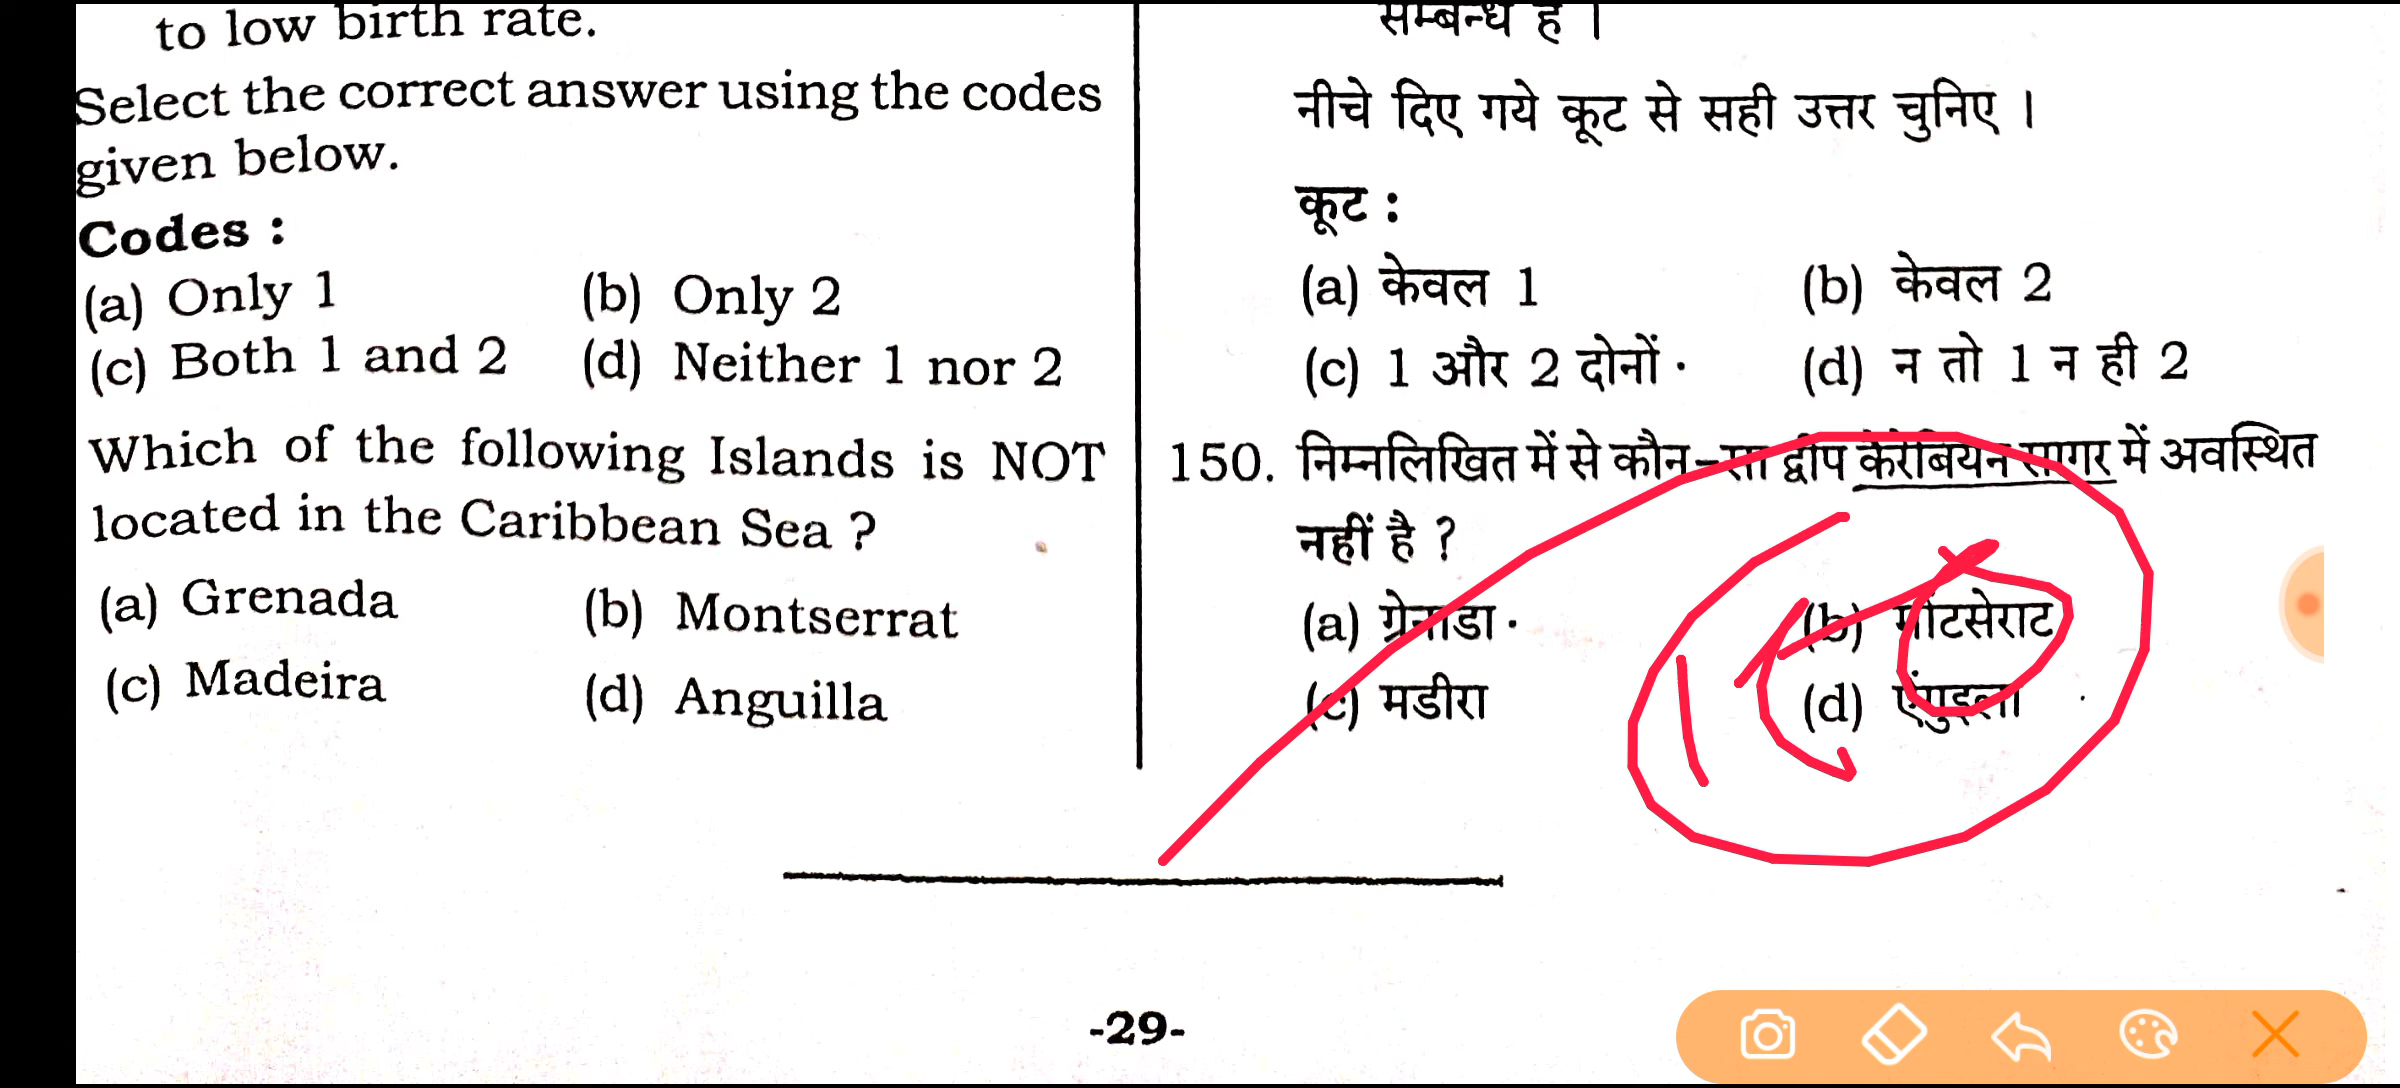 to low birth rate.
Select the correct answer using the codes
given below.
Codes :
(a) Only 1 (b) Only 2
(c) Both 1 and 2 (d) Neither 1 nor 2
Which of the following Islands is NOT
located in the Caribbean Sea ?
(a) Grenada (b) Montserrat
(c) Madeira (d) Anguilla
सम्बन्ध है ।
नीचे दिए गये कूट से सही उत्तर चुनिए ।
कूट :
(a) केवल 1 (b) केवल 2
(c) 1 और 2 दोनों (d) न तो 1 न ही 2
150. निम्नलिखित में से कौन-सा द्वीप कैरेबियन सागर में अवस्थित
नहीं है ?
(a) ग्रेनाडा (b) मोंटसेराट
(c) मडीरा (d) एंगुइला
-29-